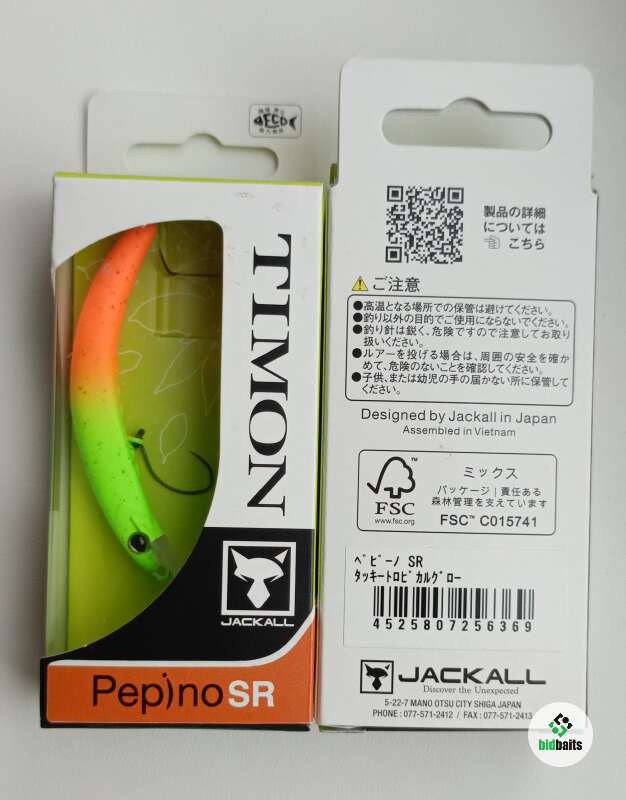 ECO
TIMON
JACKALL
Pepino SR
製品の詳細
については
こちら
ご注意
●高温となる場所での保管は避けてください。
●釣り以外の目的でご使用にならないでください。
●釣り針は鋭く、危険ですので注意してお取り
扱いください。
●ルアーを投げる場合は、周囲の安全を確か
めて、危険のないことを確認してください。
●子供、または幼児の手の届かない所に保管して
ください。
Designed by Jackall in Japan
Assembled in Vietnam
FSC™
www.fsc.org
ミックス
パッケージ|責任ある
森林管理を支えています
FSC™ C015741
ペピーノ SR
タッキートロピカルグロー
4525807256369
JACKALL
Discover the Unexpected
5-22-7 MANO OTSU CITY SHIGA JAPAN
PHONE : 077-571-2412 / FAX : 077-571-2413
bidbaits